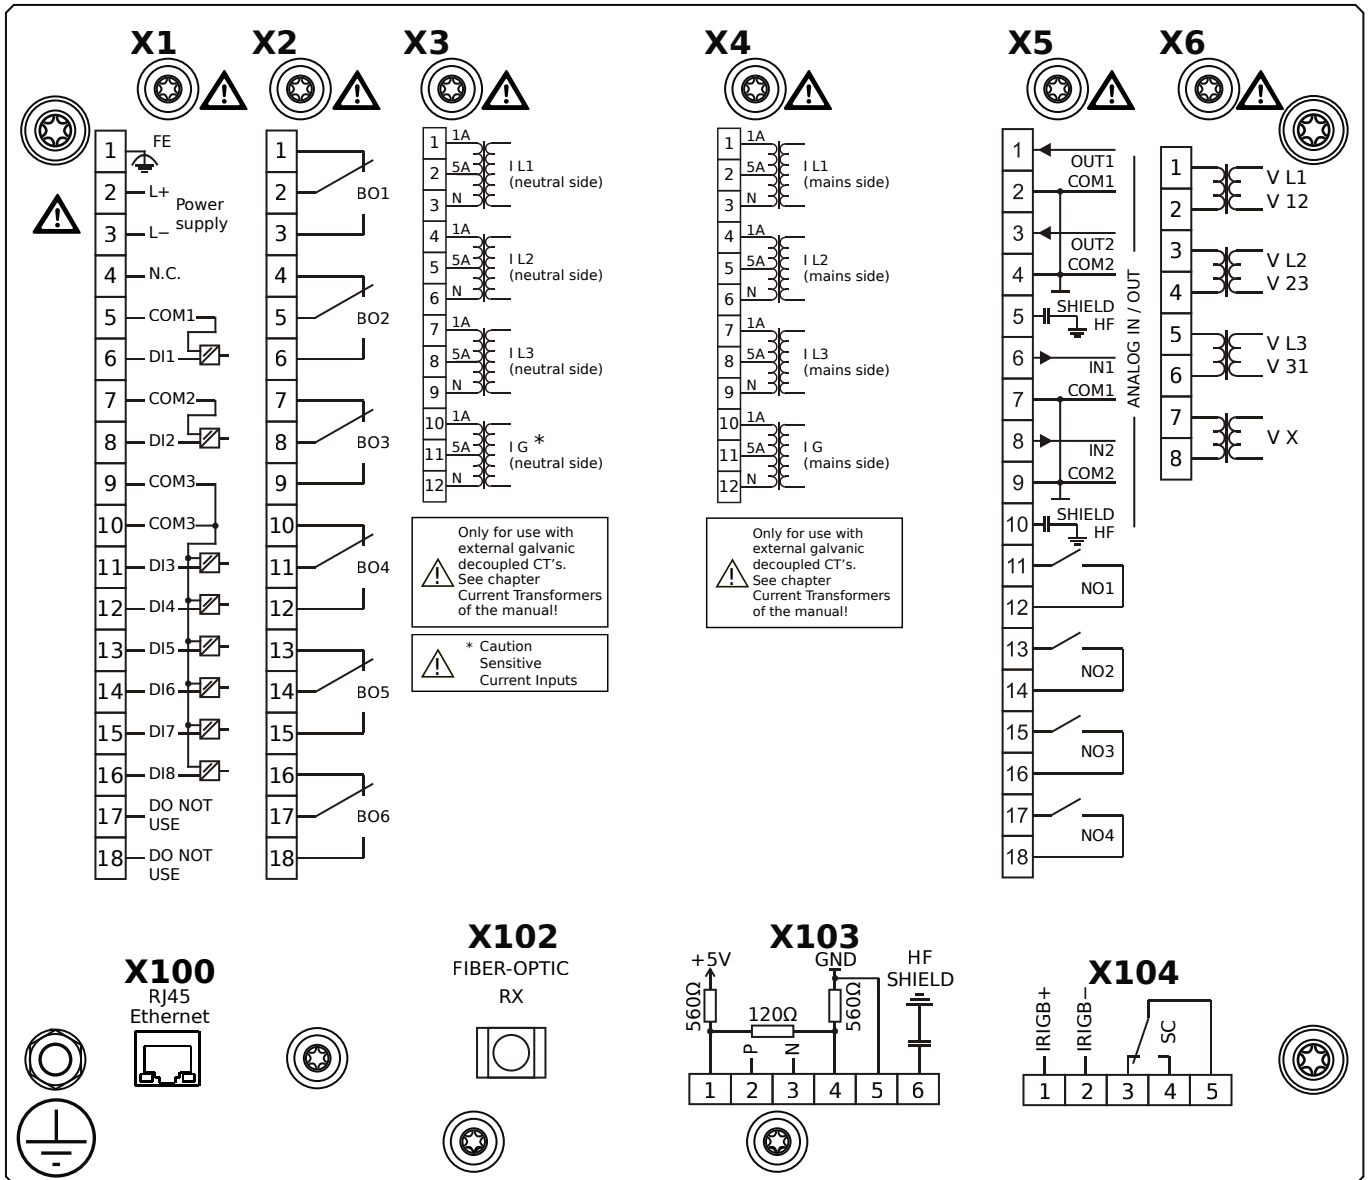 X1
X2
X3
X4
X5
X6
1 FE
2 L+
3 L−
Power
supply
4 N.C.
5 COM1
6 DI1
7 COM2
8 DI2
9 COM3
10 COM3
11 DI3
12 DI4
13 DI5
14 DI6
15 DI7
16 DI8
17 DO NOT
USE
18 DO NOT
USE
1
2 BO1
3
4
5 BO2
6
7
8 BO3
9
10
11 BO4
12
13
14 BO5
15
16
17 BO6
18
1 1A
2 5A I L1
(neutral side)
3 N
4 1A
5 5A I L2
(neutral side)
6 N
7 1A
8 5A I L3
(neutral side)
9 N
10 1A
11 5A I G *
(neutral side)
12 N
Only for use with
external galvanic
decoupled CT's.
See chapter
Current Transformers
of the manual!
* Caution
Sensitive
Current Inputs
1 1A
2 5A I L1
(mains side)
3 N
4 1A
5 5A I L2
(mains side)
6 N
7 1A
8 5A I L3
(mains side)
9 N
10 1A
11 5A I G
(mains side)
12 N
Only for use with
external galvanic
decoupled CT's.
See chapter
Current Transformers
of the manual!
1 OUT1
2 COM1
3 OUT2
4 COM2
5 SHIELD
HF
6 IN1
7 COM1
8 IN2
9 COM2
10 SHIELD
HF
ANALOG IN / OUT
11
NO1
12
13
NO2
14
15
NO3
16
17
NO4
18
1 V L1
2 V 12
3 V L2
4 V 23
5 V L3
6 V 31
7
V X
8
X100
RJ45
Ethernet
X102
FIBER-OPTIC
RX
X103
+5V
GND
HF
SHIELD
560Ω
120Ω
560Ω
P
N
1 2 3 4 5 6
X104
IRIGB+
IRIGB−
SC
1 2 3 4 5